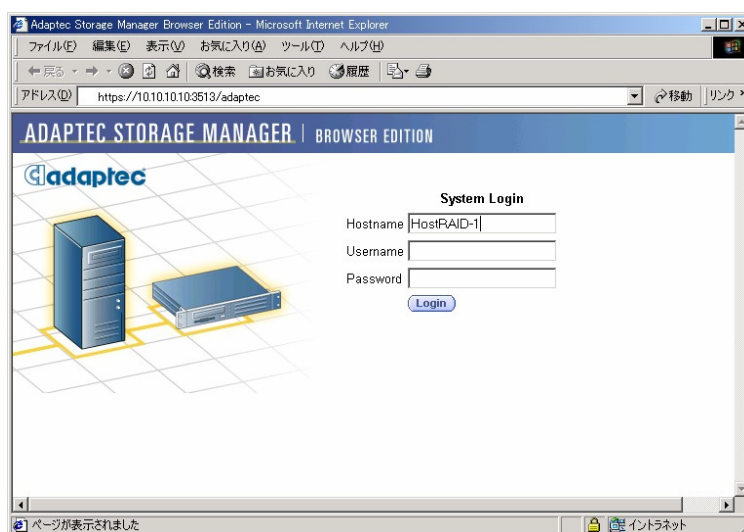 Adaptec Storage Manager Browser Edition - Microsoft Internet Explorer
ファイル(F) 編集(E) 表示(V) お気に入り(A) ツール(T) ヘルプ(H)
戻る 検索 お気に入り 履歴
アドレス(D) https://10.10.10.10:3513/adaptec 移動 リンク »
ADAPTEC STORAGE MANAGER | BROWSER EDITION
adaptec
System Login
Hostname HostRAID-1
Username
Password
Login
ページが表示されました イントラネット